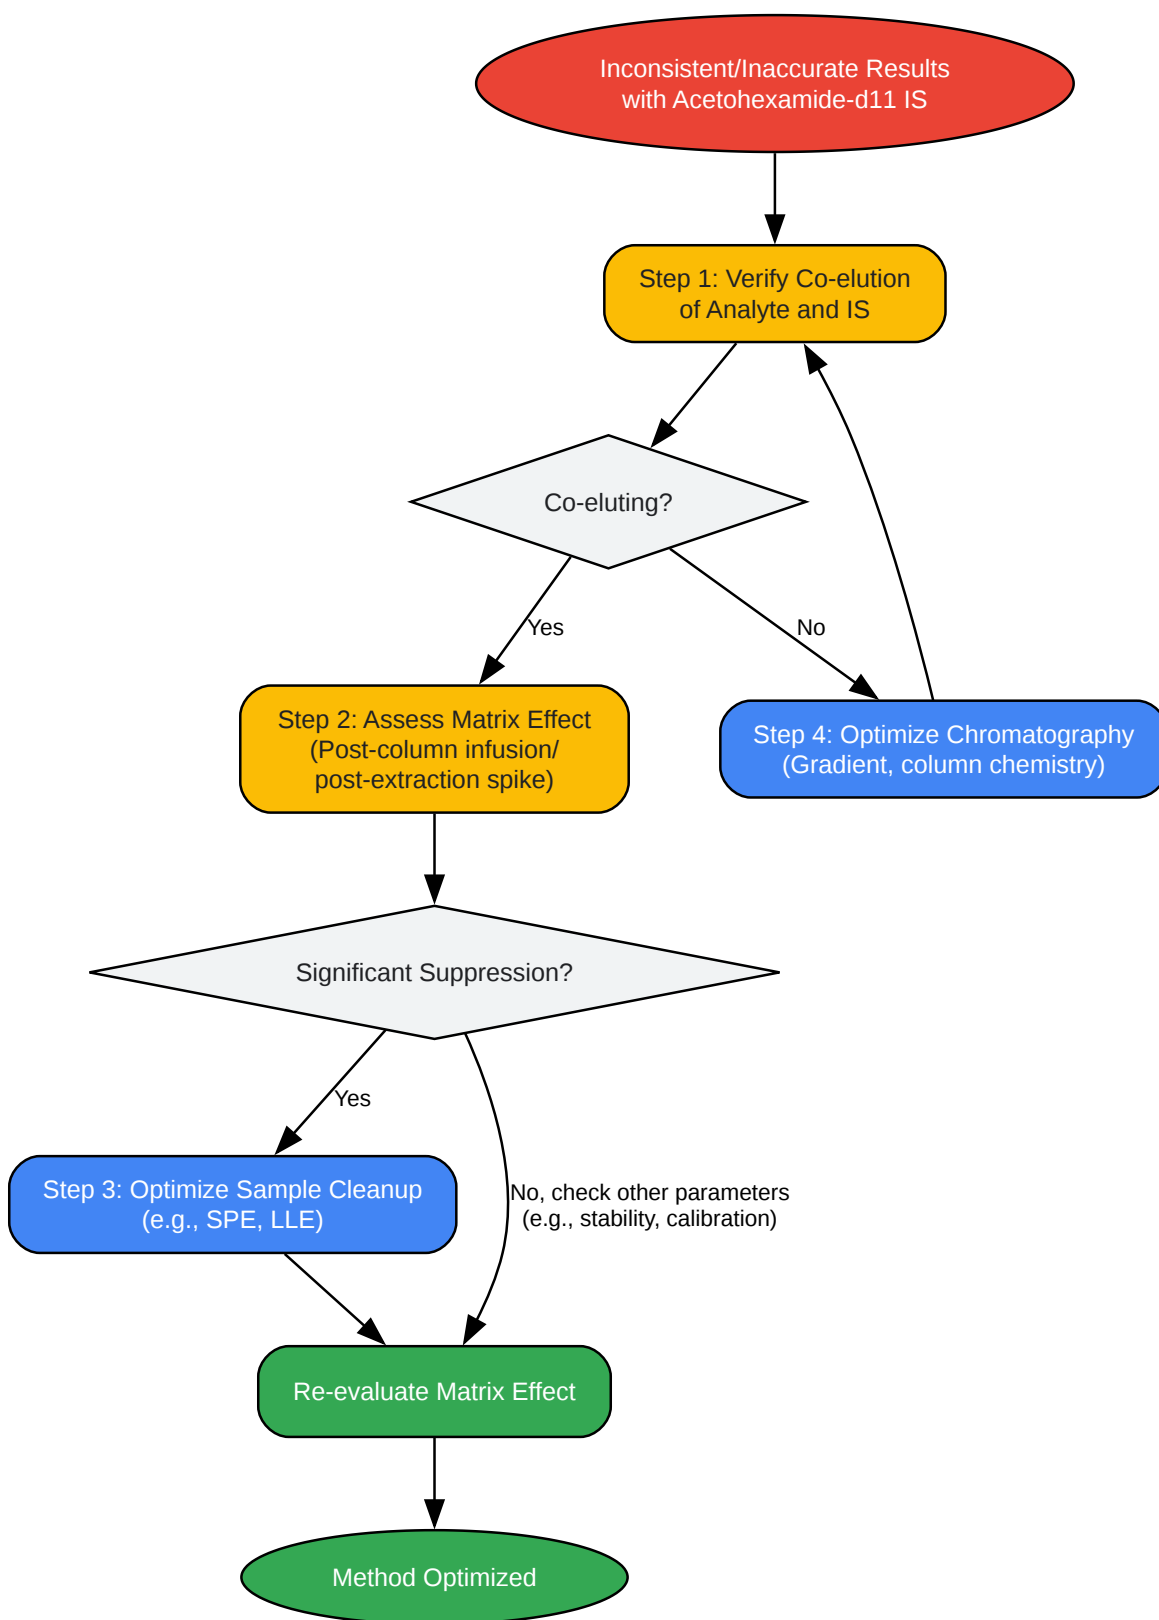 Inconsistent/Inaccurate Results
with Acetohexamide-d11 IS
Step 1: Verify Co-elution
of Analyte and IS
Co-eluting?
Yes
No
Step 2: Assess Matrix Effect
(Post-column infusion/
post-extraction spike)
Step 4: Optimize Chromatography
(Gradient, column chemistry)
Significant Suppression?
Yes
No, check other parameters
(e.g., stability, calibration)
Step 3: Optimize Sample Cleanup
(e.g., SPE, LLE)
Re-evaluate Matrix Effect
Method Optimized